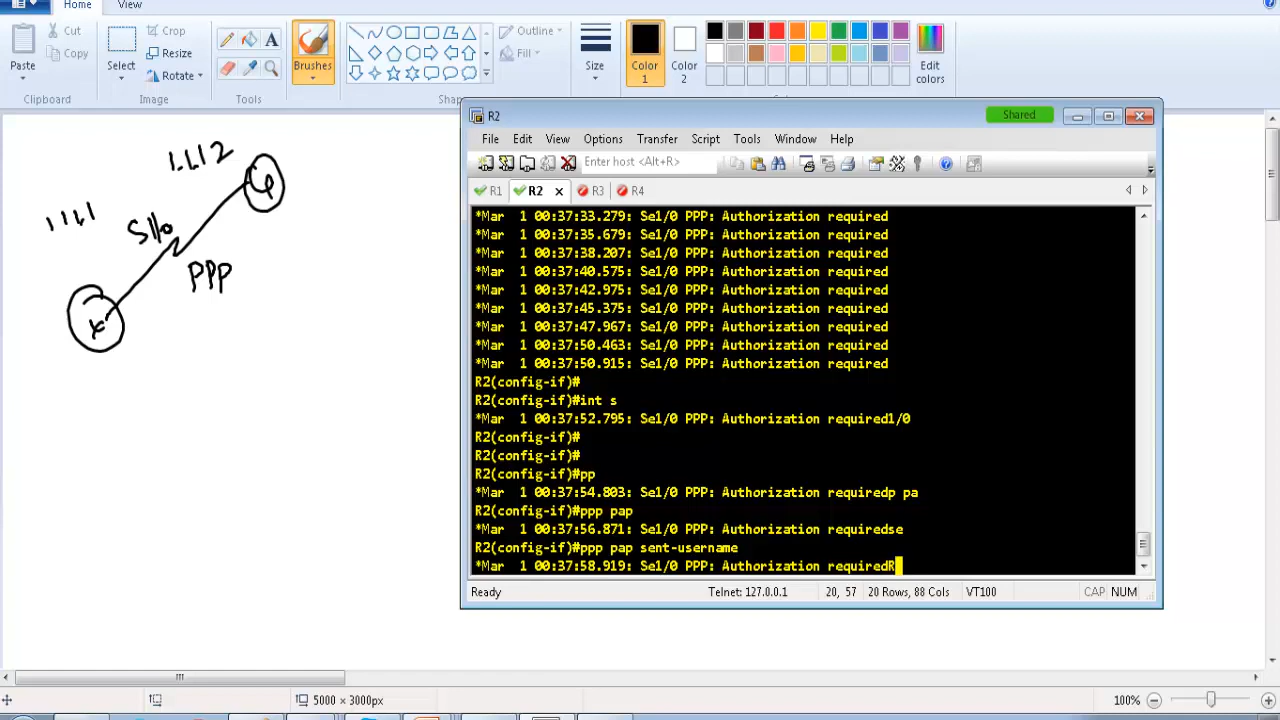 Home
View
Paste
Cut
Copy
Clipboard
Select
Crop
Resize
Rotate
Image
Tools
Brushes
Shap
Outline
Fill
Size
Color
1
Color
2
Edit
colors
1.1.1.2
1.1.1.1
S1/0
PPP
R2
Shared
File Edit View Options Transfer Script Tools Window Help
Enter host <Alt+R>
R1 R2 R3 R4
*Mar 1 00:37:33.279: Se1/0 PPP: Authorization required
*Mar 1 00:37:35.679: Se1/0 PPP: Authorization required
*Mar 1 00:37:38.207: Se1/0 PPP: Authorization required
*Mar 1 00:37:40.575: Se1/0 PPP: Authorization required
*Mar 1 00:37:42.975: Se1/0 PPP: Authorization required
*Mar 1 00:37:45.375: Se1/0 PPP: Authorization required
*Mar 1 00:37:47.967: Se1/0 PPP: Authorization required
*Mar 1 00:37:50.463: Se1/0 PPP: Authorization required
*Mar 1 00:37:50.915: Se1/0 PPP: Authorization required
R2(config-if)#
R2(config-if)#int s
*Mar 1 00:37:52.795: Se1/0 PPP: Authorization required1/0
R2(config-if)#
R2(config-if)#
R2(config-if)#pp
*Mar 1 00:37:54.803: Se1/0 PPP: Authorization requiredp pa
R2(config-if)#ppp pap
*Mar 1 00:37:56.871: Se1/0 PPP: Authorization requiredse
R2(config-if)#ppp pap sent-username
*Mar 1 00:37:58.919: Se1/0 PPP: Authorization requiredR
Ready Telnet: 127.0.0.1 20, 57 20 Rows, 88 Cols VT100 CAP NUM
5000 × 3000px
100%